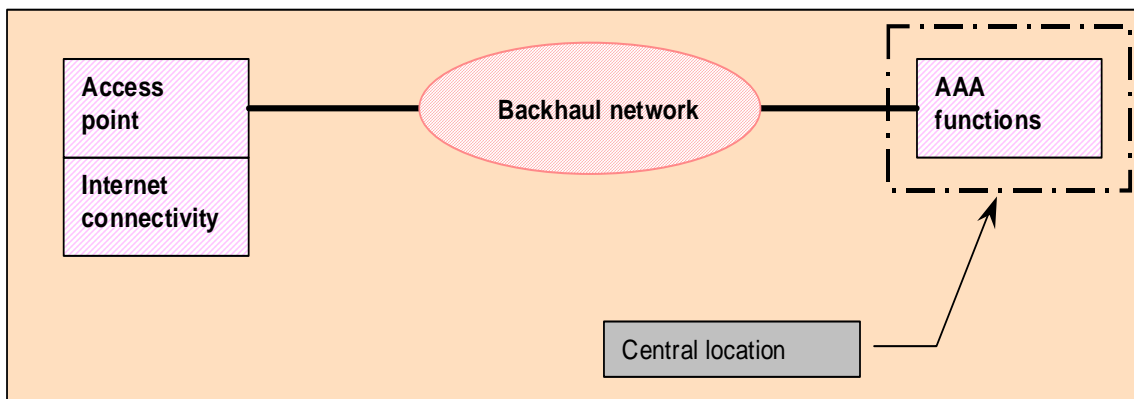 Access
point
Internet
connectivity
Backhaul network
AAA
functions
Central location